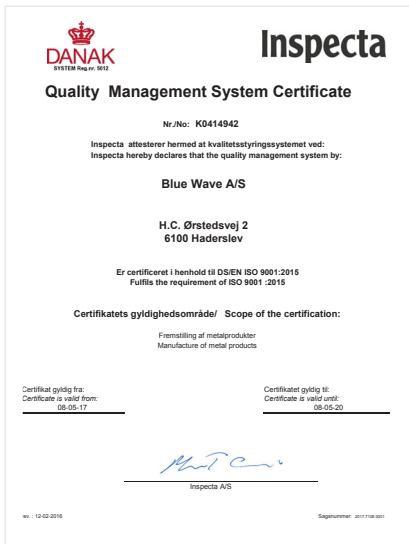 DANAK
SYSTEM Reg.nr. 5012
Inspecta
Quality Management System Certificate
Nr./No: K0414942
Inspecta attesterer hermed at kvalitetsstyringssystemet ved:
Inspecta hereby declares that the quality management system by:
Blue Wave A/S
H.C. Ørstedsvej 2
6100 Haderslev
Er certificeret i henhold til DS/EN ISO 9001:2015
Fulfils the requirement of ISO 9001 :2015
Certifikatets gyldighedsområde/ Scope of the certification:
Fremstilling af metalprodukter
Manufacture of metal products
Certifikat gyldig fra:
Certificate is valid from:
08-05-17
Certifikatet gyldig til:
Certificate is valid until:
08-05-20
Inspecta A/S
rev. : 12-02-2016
Sagsnummer: 2017.7108-0001